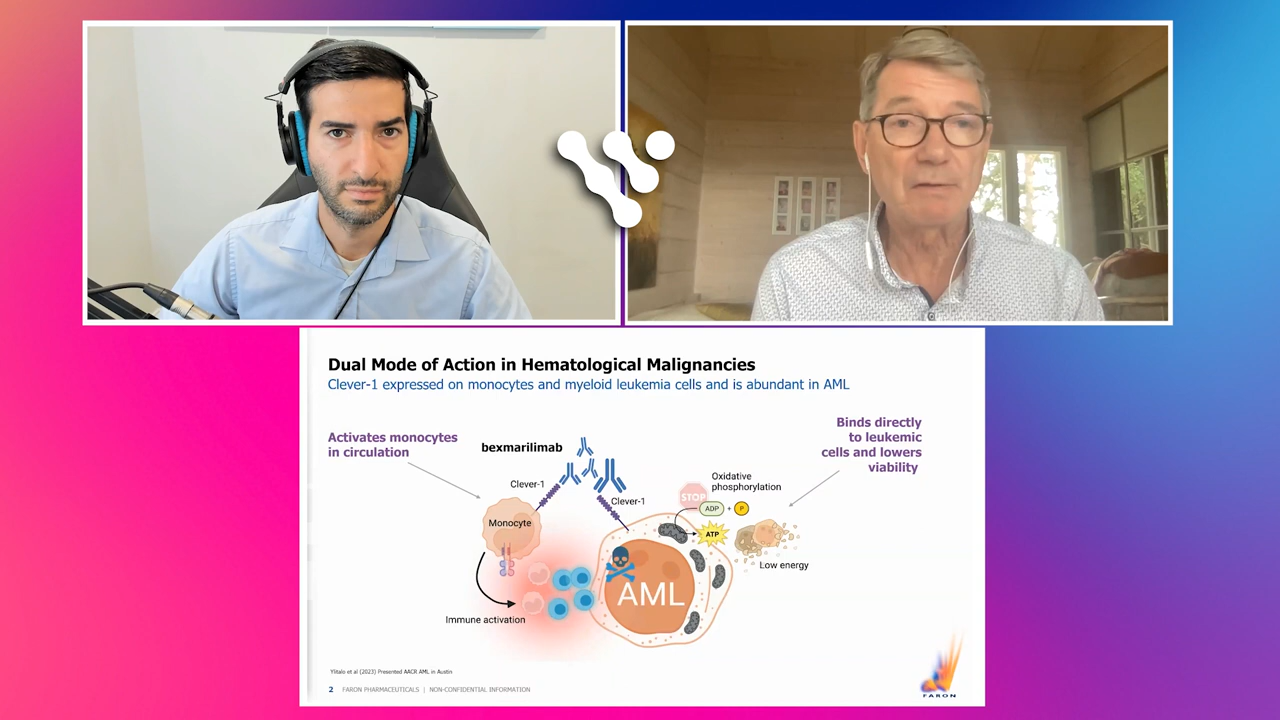 Dual Mode of Action in Hematological Malignancies
Clever-1 expressed on monocytes and myeloid leukemia cells and is abundant in AML
Activates monocytes
in circulation
bexmarilimab
Binds directly
to leukemic
cells and lowers
viability
Clever-1
Clever-1
Oxidative
phosphorylation
STOP
ADP + P
ATP
Monocyte
Low energy
AML
Immune activation
Ylitalo et al (2023) Presented AACR AML in Austin
2 FARON PHARMACEUTICALS | NON-CONFIDENTIAL INFORMATION
FARON